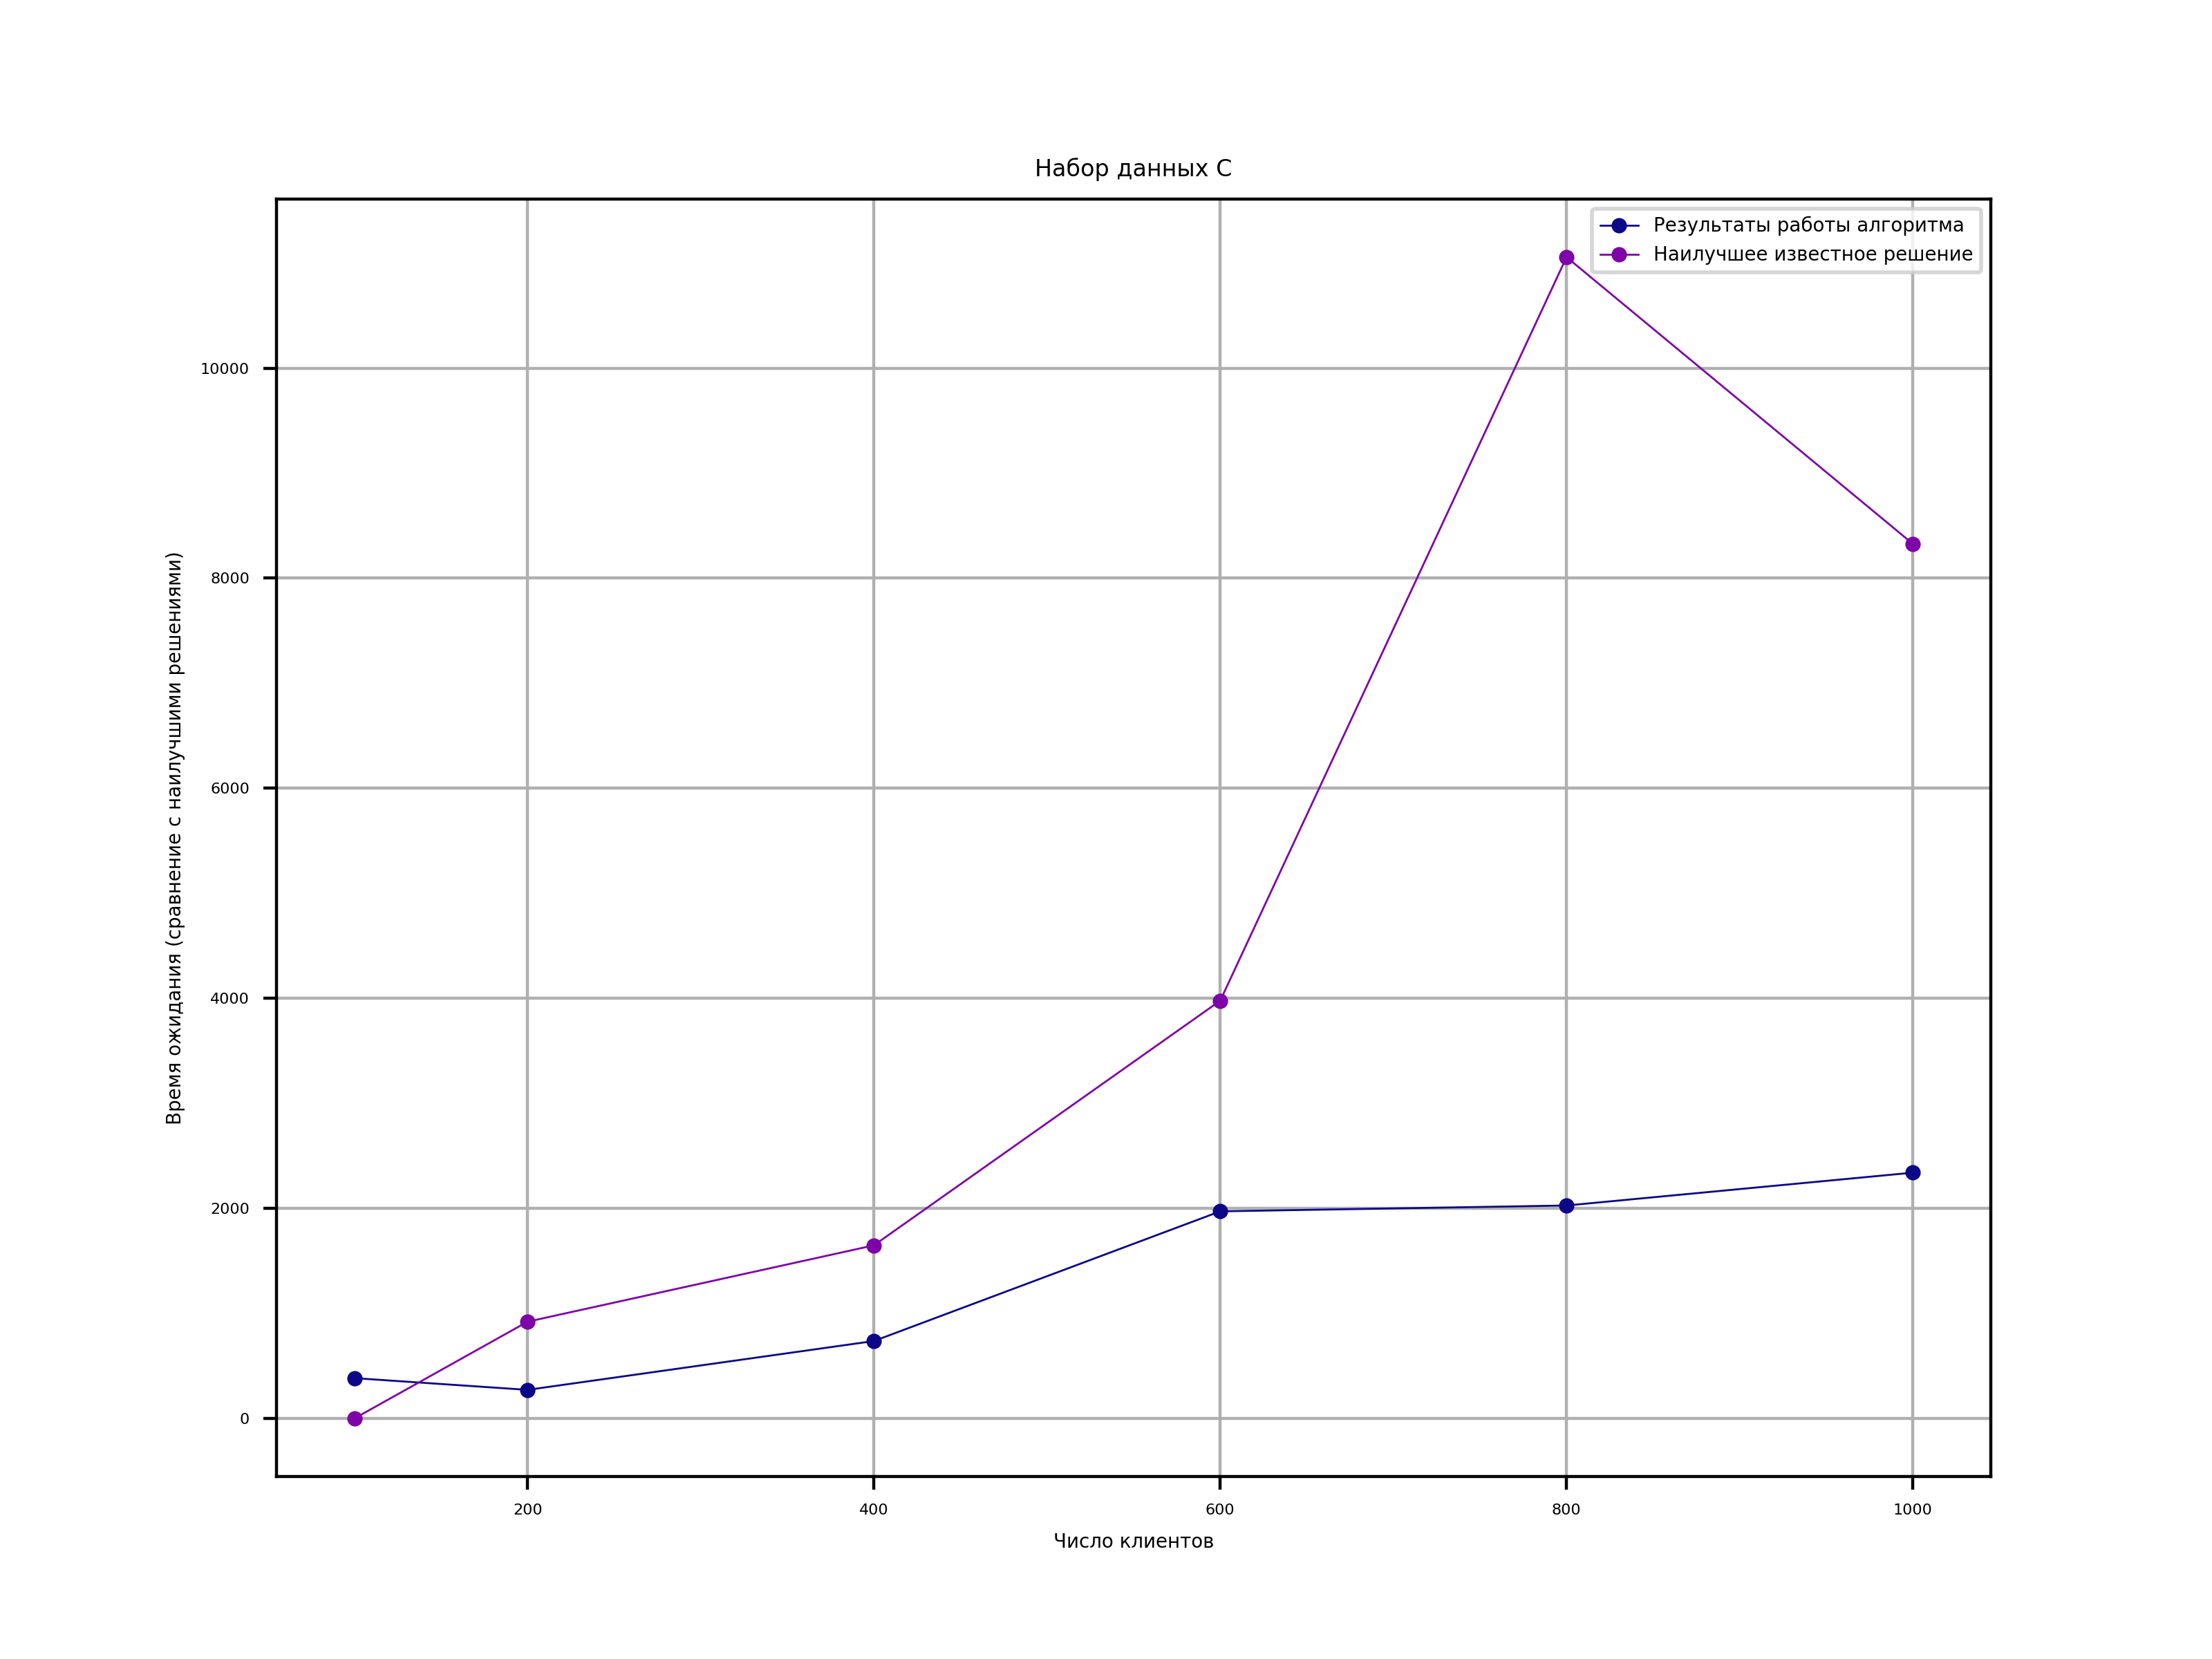 Набор данных C
Результаты работы алгоритма
Наилучшее известное решение
Время ожидания (сравнение с наилучшими решениями)
10000
8000
6000
4000
2000
0
200 400 600 800 1000
Число клиентов